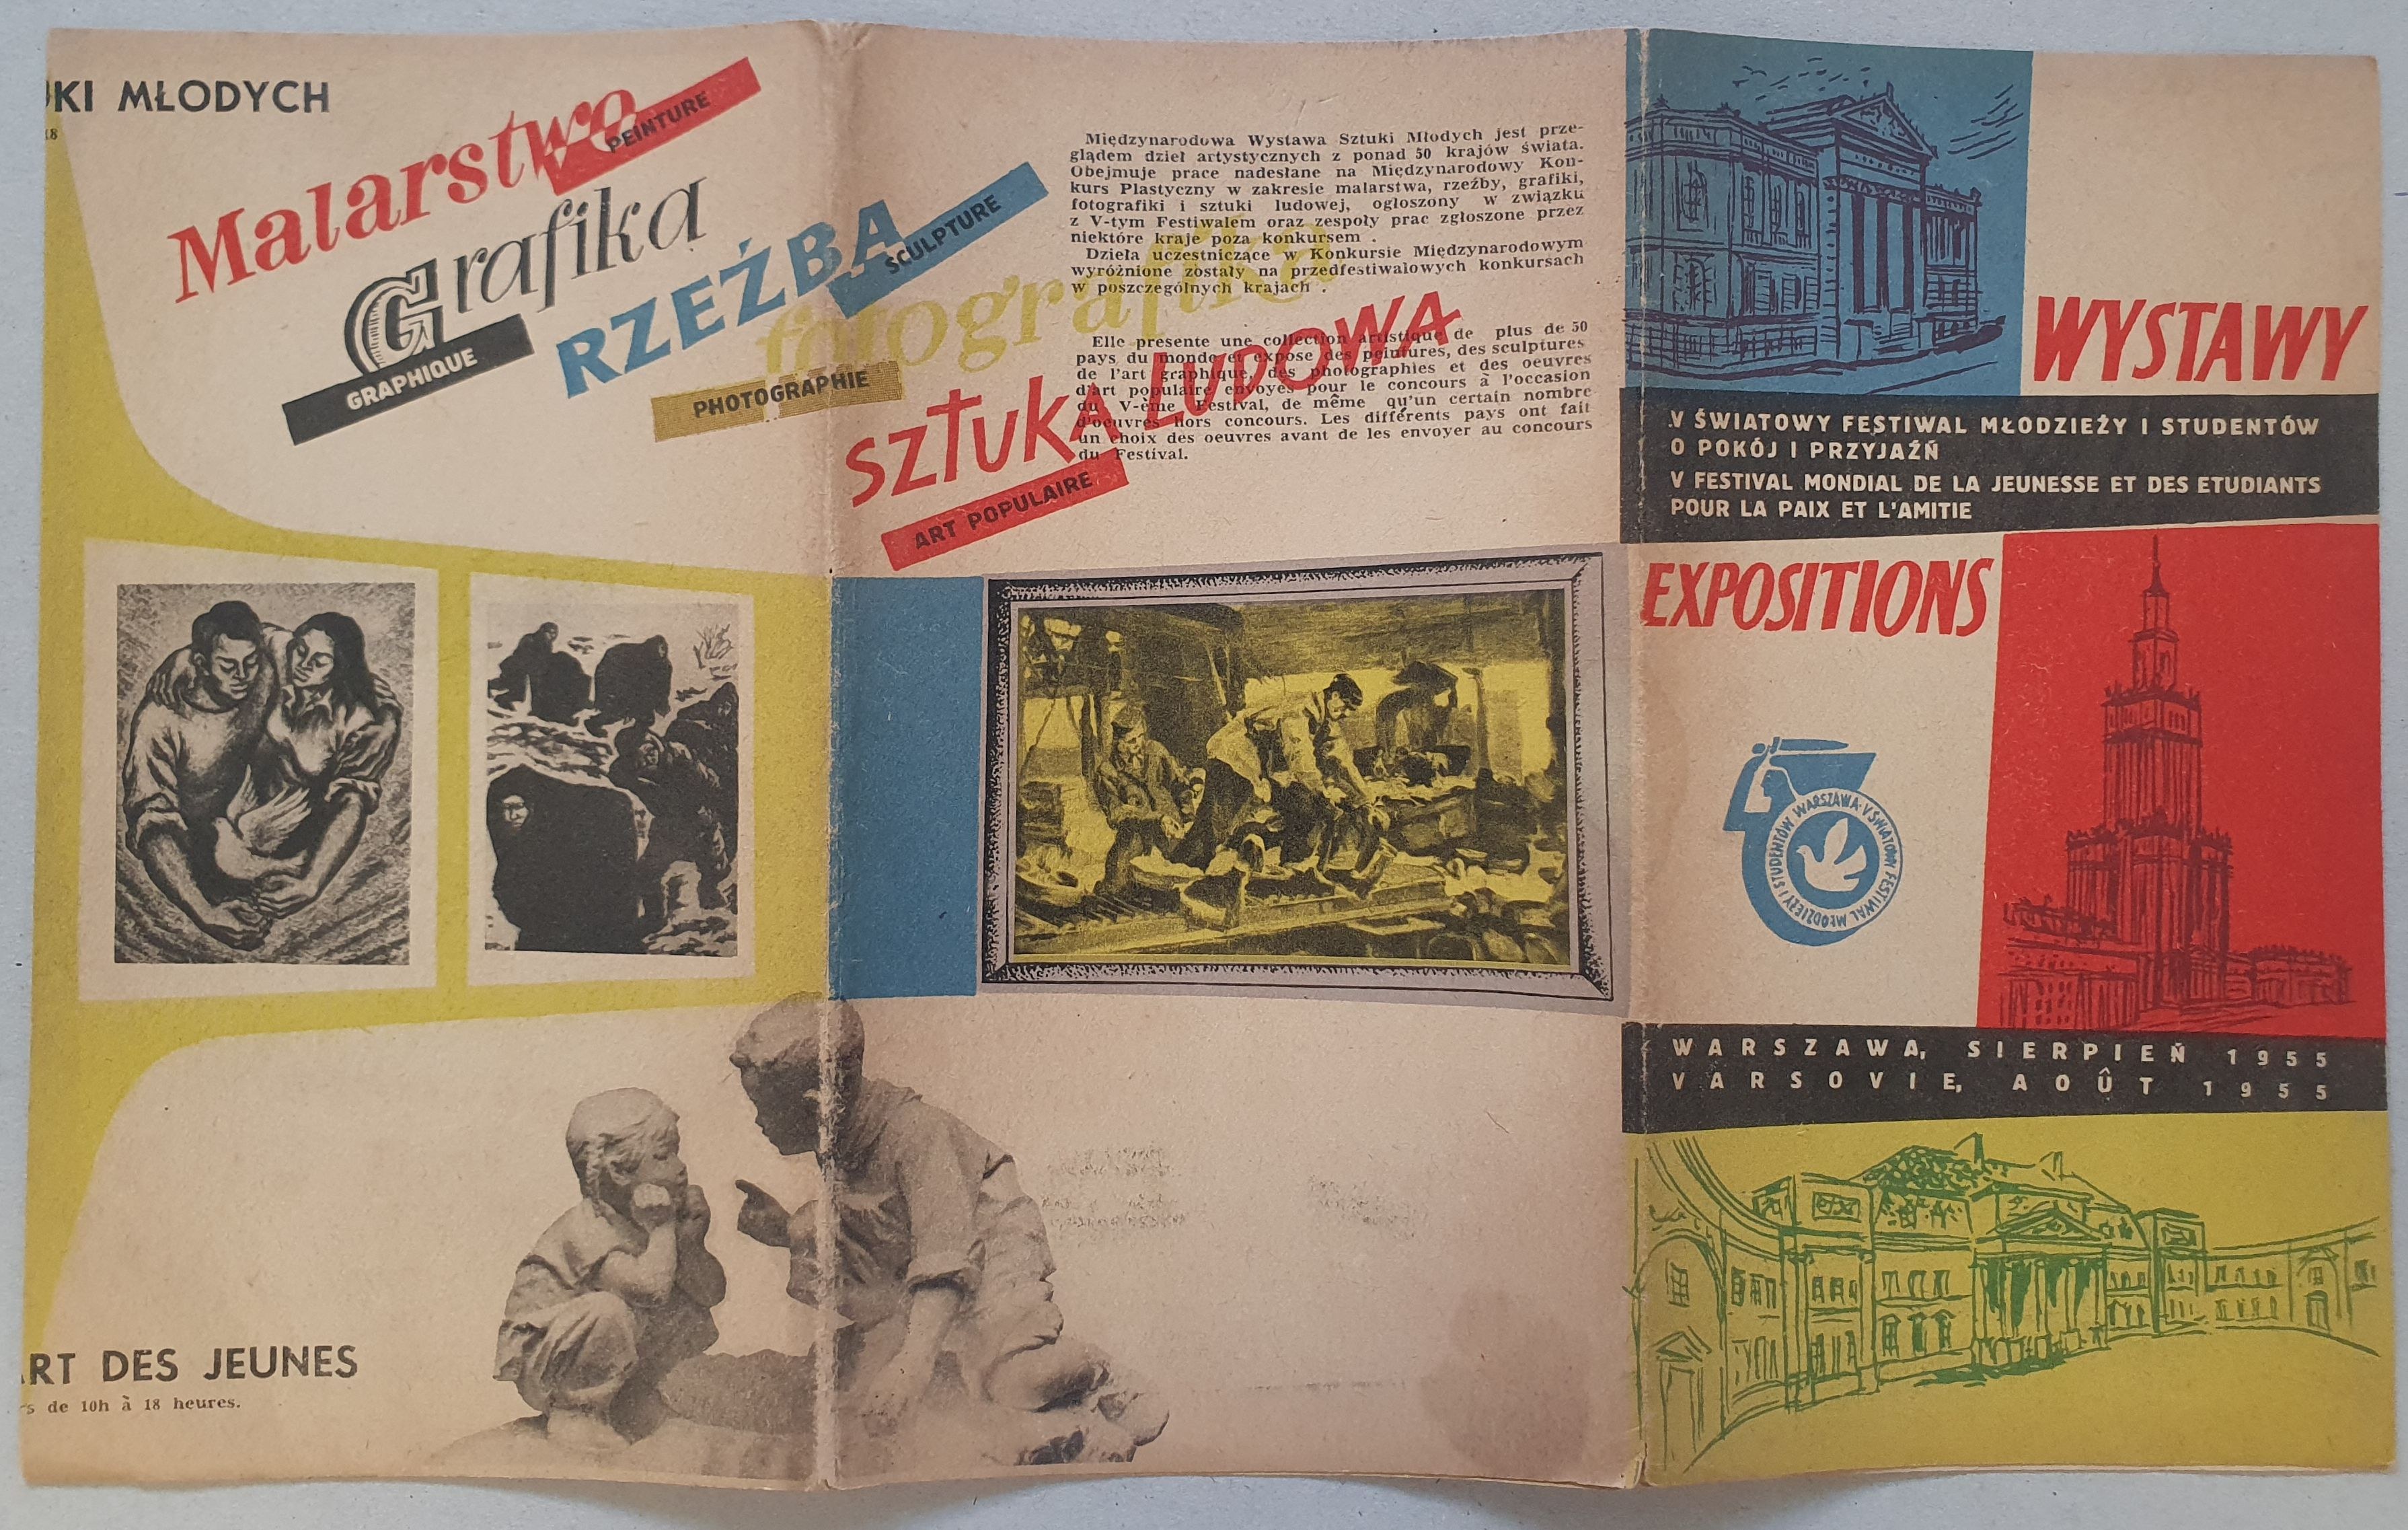 MŁODYCH
18
Malarstwo
PEINTURE
Grafika
GRAPHIQUE
RZEŹBA
SCULPTURE
fotografika
PHOTOGRAPHIE
SZTUKA LUDOWA
ART POPULAIRE
Międzynarodowa Wystawa Sztuki Młodych jest prze-
glądem dzieł artystycznych z ponad 50 krajów świata.
Obejmuje prace nadesłane na Międzynarodowy Kon-
kurs Plastyczny w zakresie malarstwa, rzeźby, grafiki,
fotografiki i sztuki ludowej, ogłoszony w związku
z V-tym Festiwalem oraz zespoły prac zgłoszone przez
niektóre kraje poza konkursem .
Dzieła uczestniczące w Konkursie Międzynarodowym
wyróżnione zostały na przedfestiwalowych konkursach
w poszczególnych krajach .
Elle presente une collection artistique de plus de 50
pays du monde et expose des peintures, des sculptures
de l'art graphique, des photographies et des oeuvres
d'art populaire envoyés pour le concours à l'occasion
du V-ème Festival, de même qu'un certain nombre
d'oeuvres hors concours. Les différents pays ont fait
un choix des oeuvres avant de les envoyer au concours
du Festival.
ART DES JEUNES
de 10h à 18 heures.
WYSTAWY
V ŚWIATOWY FESTIWAL MŁODZIEŻY I STUDENTÓW
O POKÓJ I PRZYJAŹŃ
V FESTIVAL MONDIAL DE LA JEUNESSE ET DES ETUDIANTS
POUR LA PAIX ET L'AMITIE
EXPOSITIONS
WARSZAWA · V ŚWIATOWY FESTIWAL MŁODZIEŻY I STUDENTÓW
WARSZAWA, SIERPIEŃ 1955
VARSOVIE, AOÛT 1955